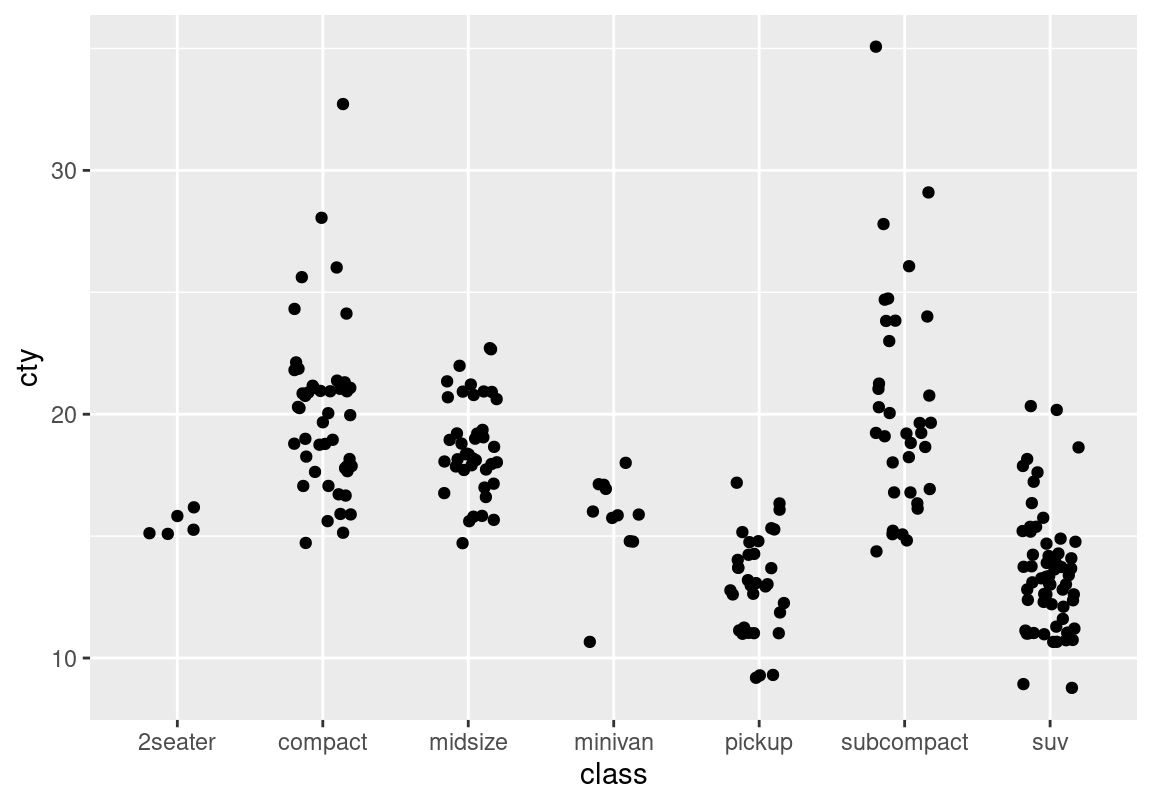 30
20
10
cty
2seater compact midsize minivan pickup subcompact suv
class